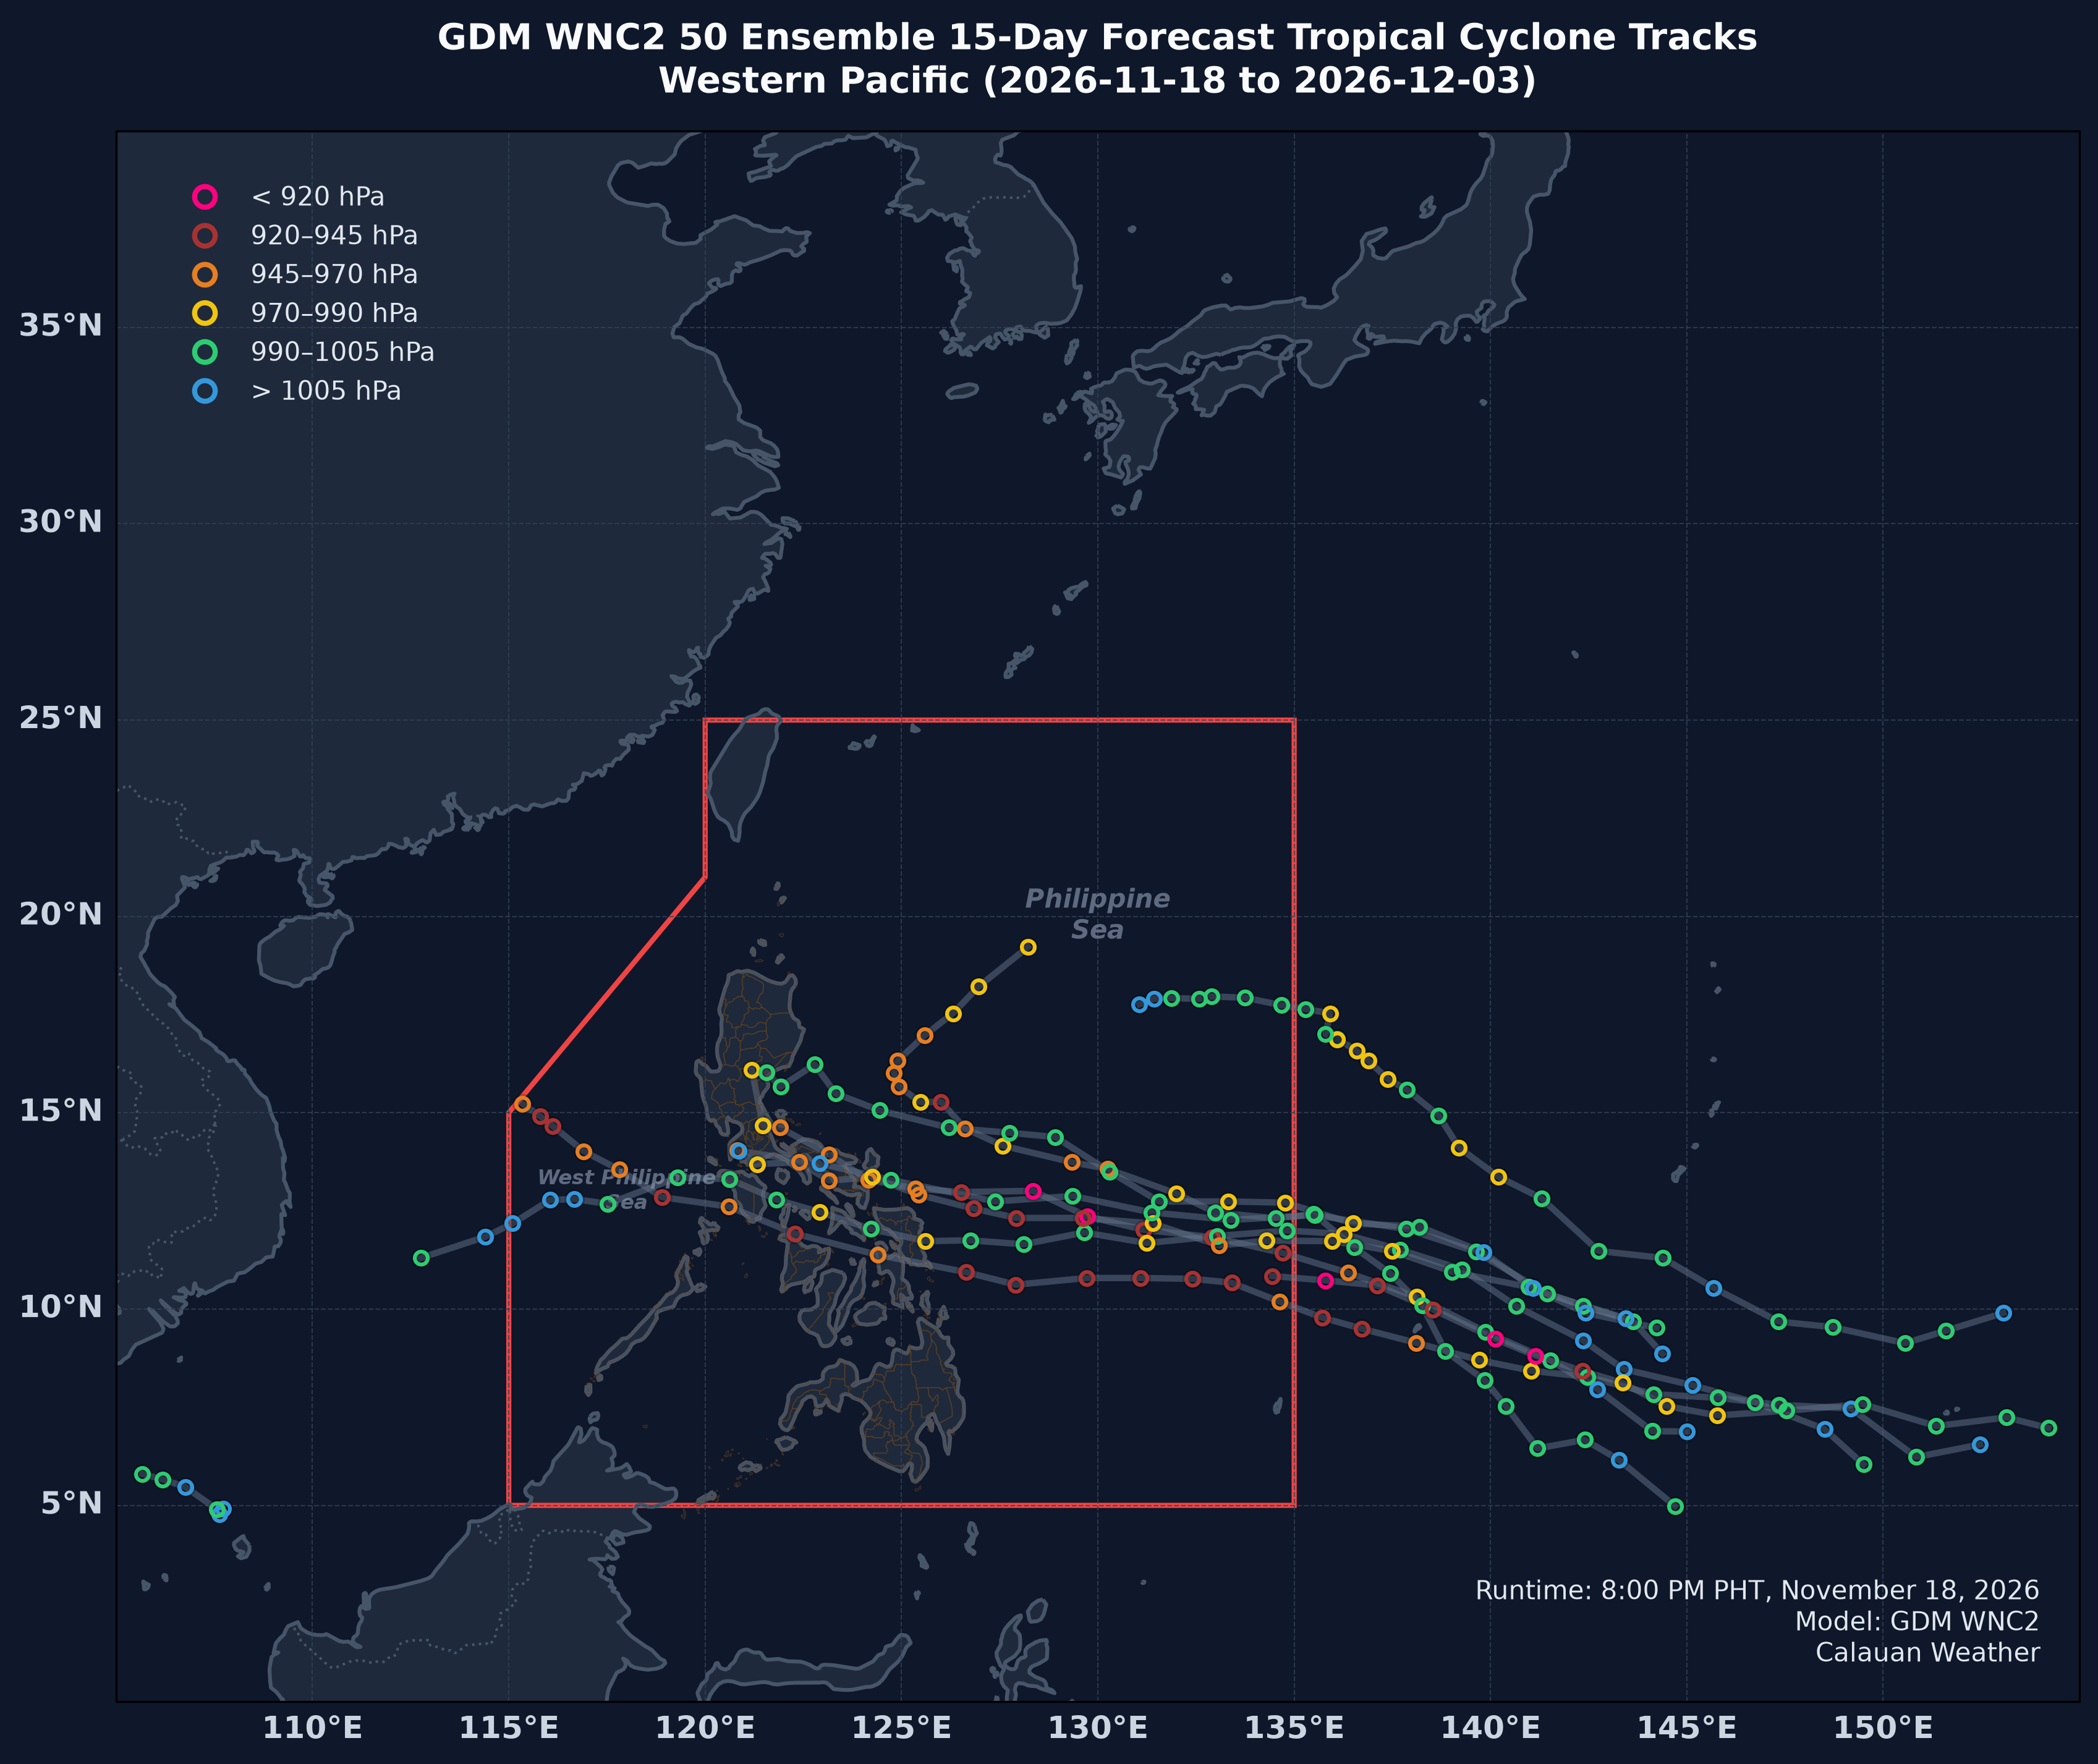 GDM WNC2 50 Ensemble 15-Day Forecast Tropical Cyclone Tracks
Western Pacific (2026-11-18 to 2026-12-03)
< 920 hPa
920–945 hPa
945–970 hPa
970–990 hPa
990–1005 hPa
> 1005 hPa
35°N
30°N
25°N
20°N
15°N
10°N
5°N
Philippine
Sea
West Philippine
Sea
Runtime: 8:00 PM PHT, November 18, 2026
Model: GDM WNC2
Calauan Weather
110°E 115°E 120°E 125°E 130°E 135°E 140°E 145°E 150°E